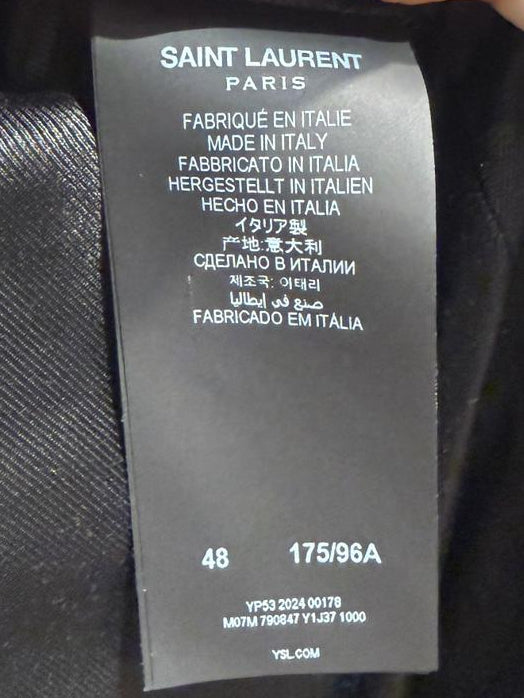 SAINT LAURENT
PARIS
FABRIQUÉ EN ITALIE
MADE IN ITALY
FABBRICATO IN ITALIA
HERGESTELLT IN ITALIEN
HECHO EN ITALIA
イタリア製
产地:意大利
СДЕЛАНО В ИТАЛИИ
제조국: 이태리
صنع في إيطاليا
FABRICADO EM ITÁLIA
48 175/96A
YP53 2024 00178
M07M 790847 Y1J37 1000
YSL.COM